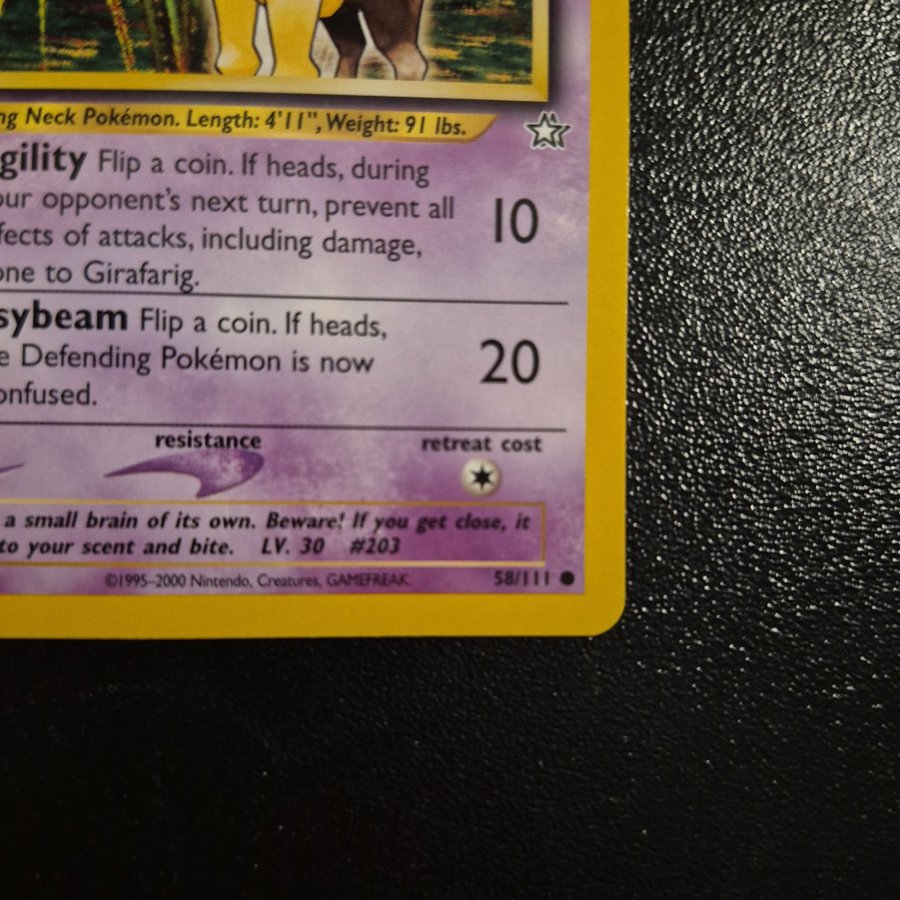 ng Neck Pokémon. Length: 4'11", Weight: 91 lbs.
gility Flip a coin. If heads, during
our opponent's next turn, prevent all 10
fects of attacks, including damage,
one to Girafarig.
sybeam Flip a coin. If heads,
e Defending Pokémon is now 20
onfused.
resistance retreat cost
a small brain of its own. Beware! If you get close, it
to your scent and bite. LV. 30 #203
©1995–2000 Nintendo, Creatures, GAMEFREAK. 58/111